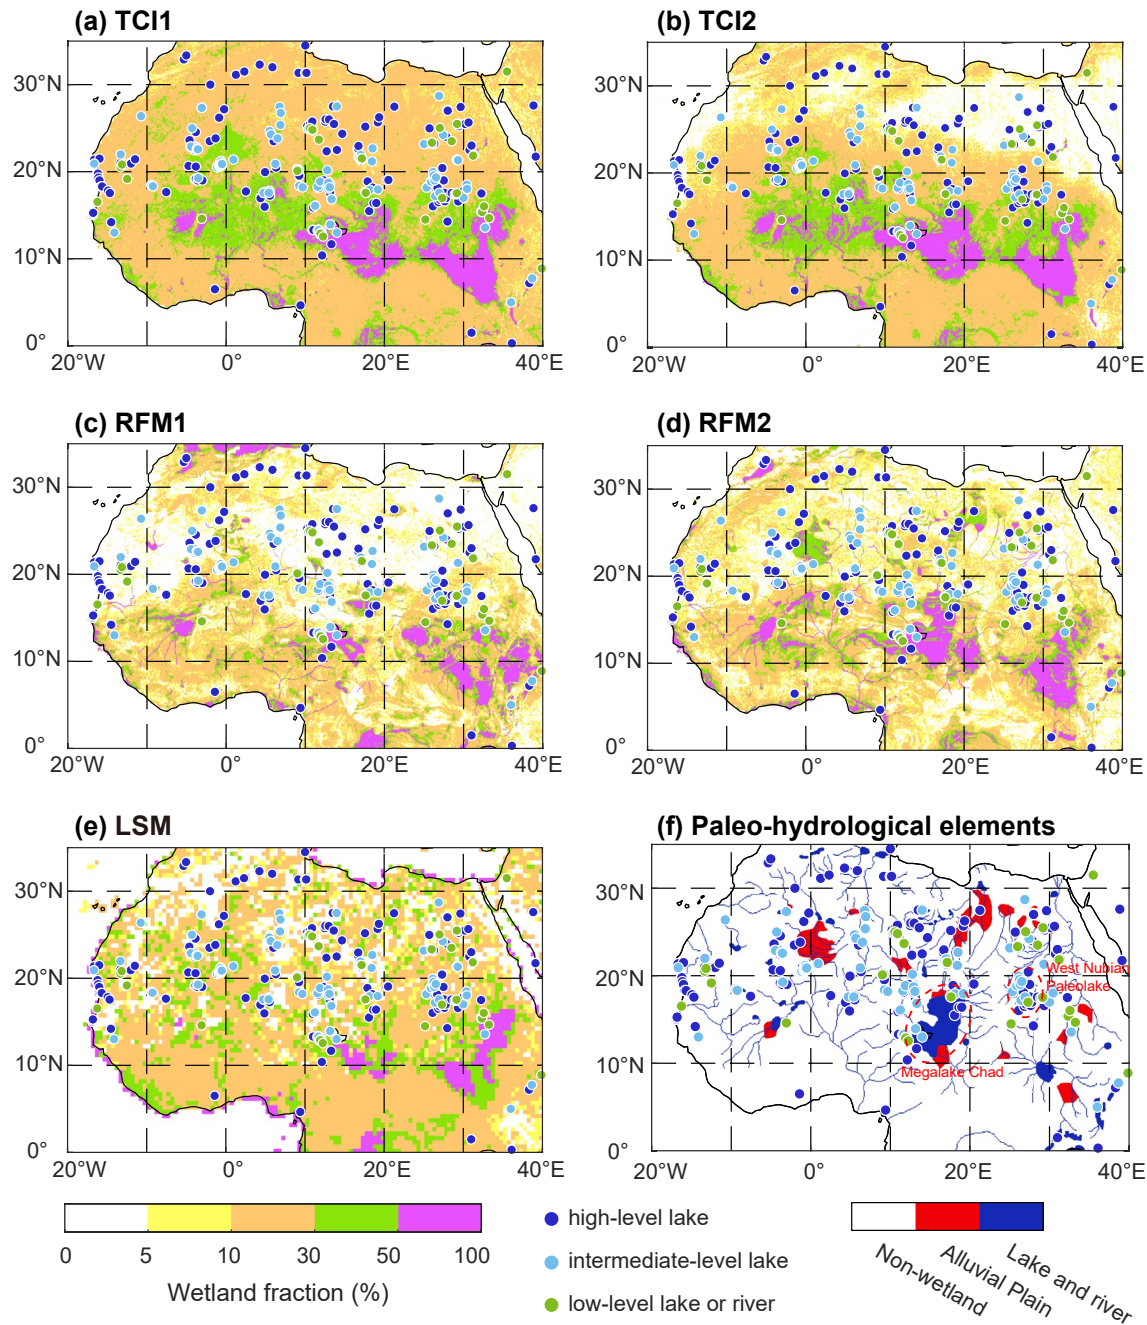 (a) TCI1
(b) TCI2
30°N
20°N
10°N
0°
20°W
0°
20°E
40°E
30°N
20°N
10°N
0°
20°W
0°
20°E
40°E
(c) RFM1
(d) RFM2
30°N
20°N
10°N
0°
20°W
0°
20°E
40°E
30°N
20°N
10°N
0°
20°W
0°
20°E
40°E
(e) LSM
(f) Paleo-hydrological elements
30°N
20°N
10°N
0°
20°W
0°
20°E
40°E
30°N
20°N
10°N
0°
West Nubian
Paleolake
Megalake Chad
20°W
0°
20°E
40°E
0 5 10 30 50 100
Wetland fraction (%)
high-level lake
intermediate-level lake
low-level lake or river
Non-wetland
Alluvial Plain
Lake and river